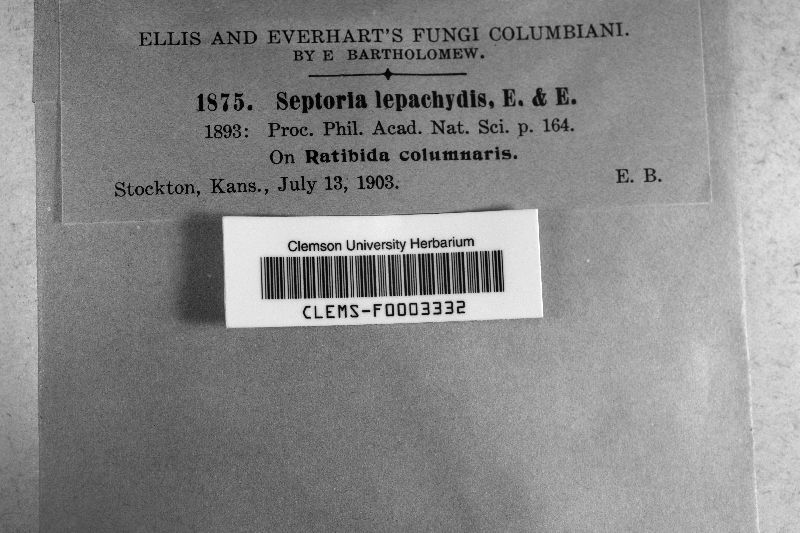 ELLIS AND EVERHART'S FUNGI COLUMBIANI.
BY E BARTHOLOMEW.
1875. Septoria lepachydis, E. & E.
1893: Proc. Phil. Acad. Nat. Sci. p. 164.
On Ratibida columnaris.
Stockton, Kans., July 13, 1903. E. B.
Clemson University Herbarium
CLEMS-F0003332